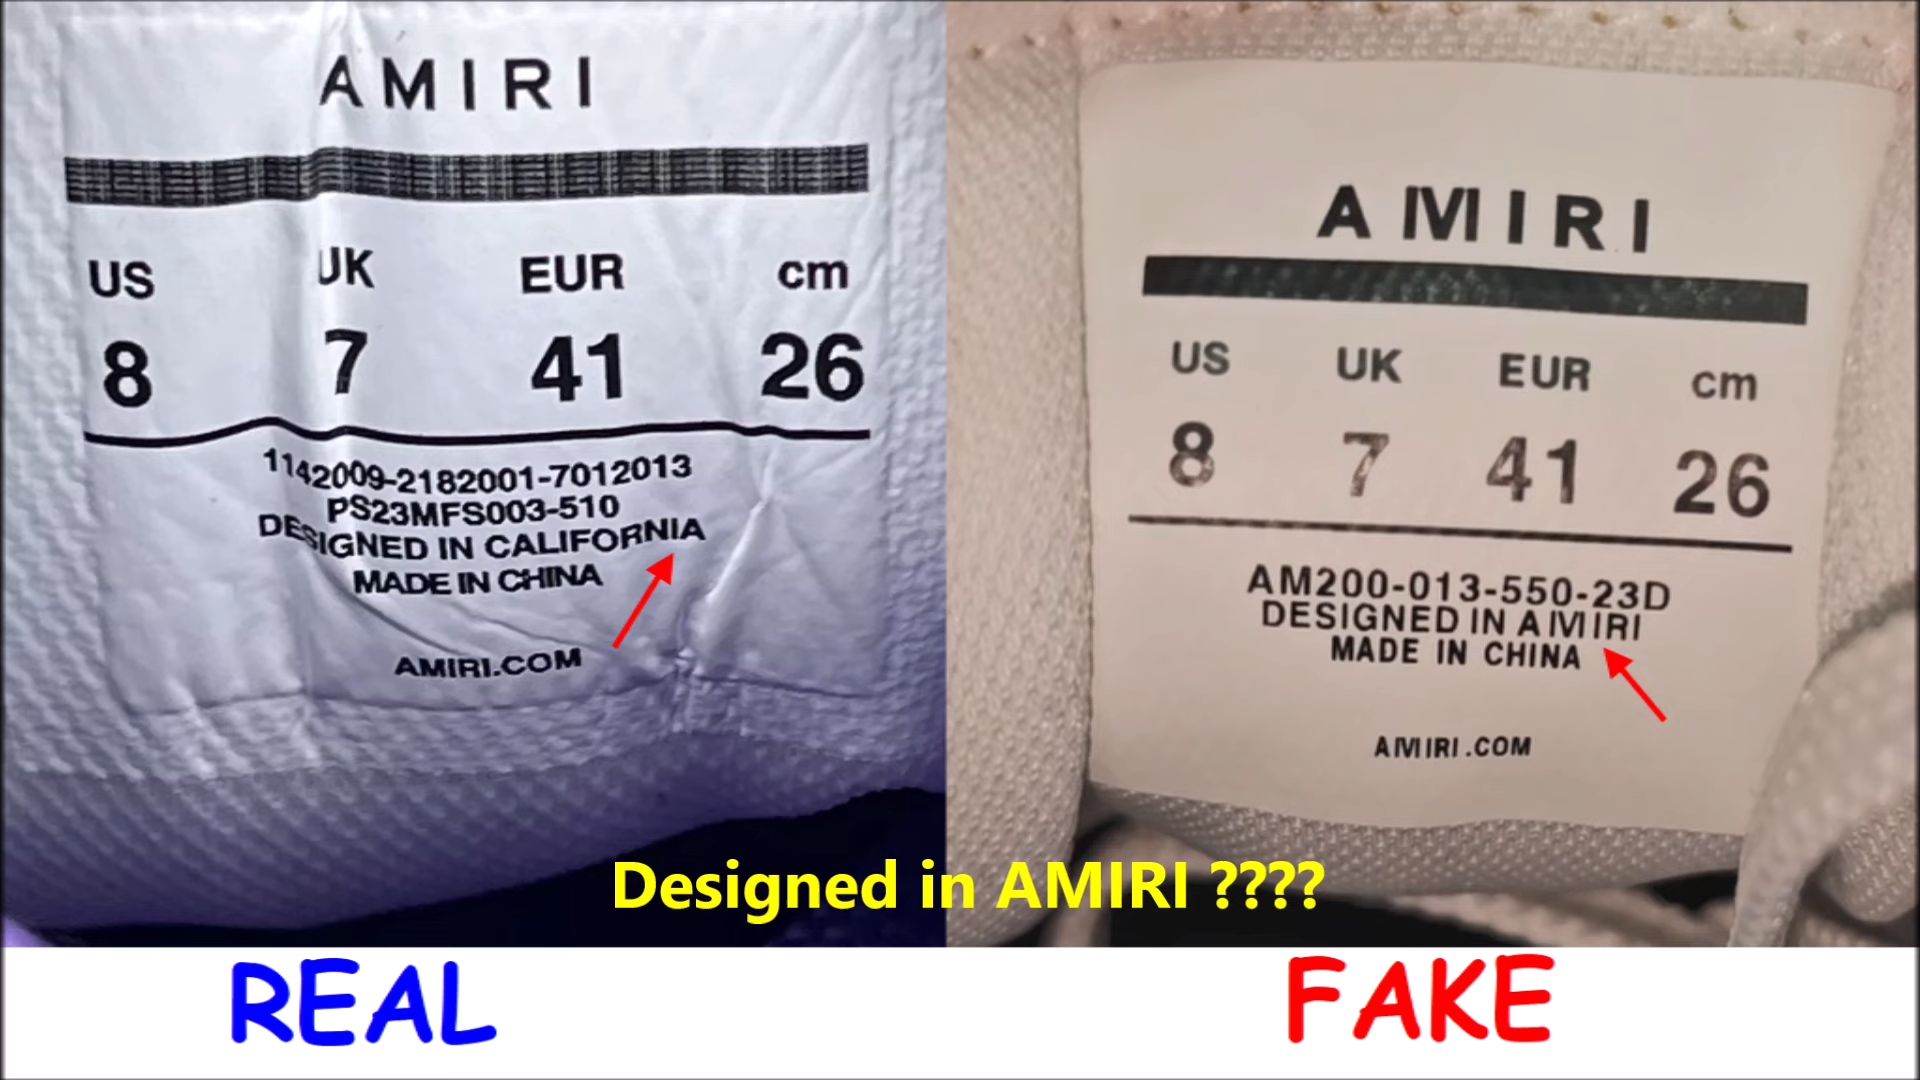 AMIRI
US UK EUR cm
8 7 41 26
1142009-2182001-7012013
PS23MFS003-510
DESIGNED IN CALIFORNIA
MADE IN CHINA
AMIRI.COM
AMIRI
US UK EUR cm
8 7 41 26
AM200-013-550-23D
DESIGNED IN AMIRI
MADE IN CHINA
AMIRI.COM
Designed in AMIRI ????
REAL
FAKE